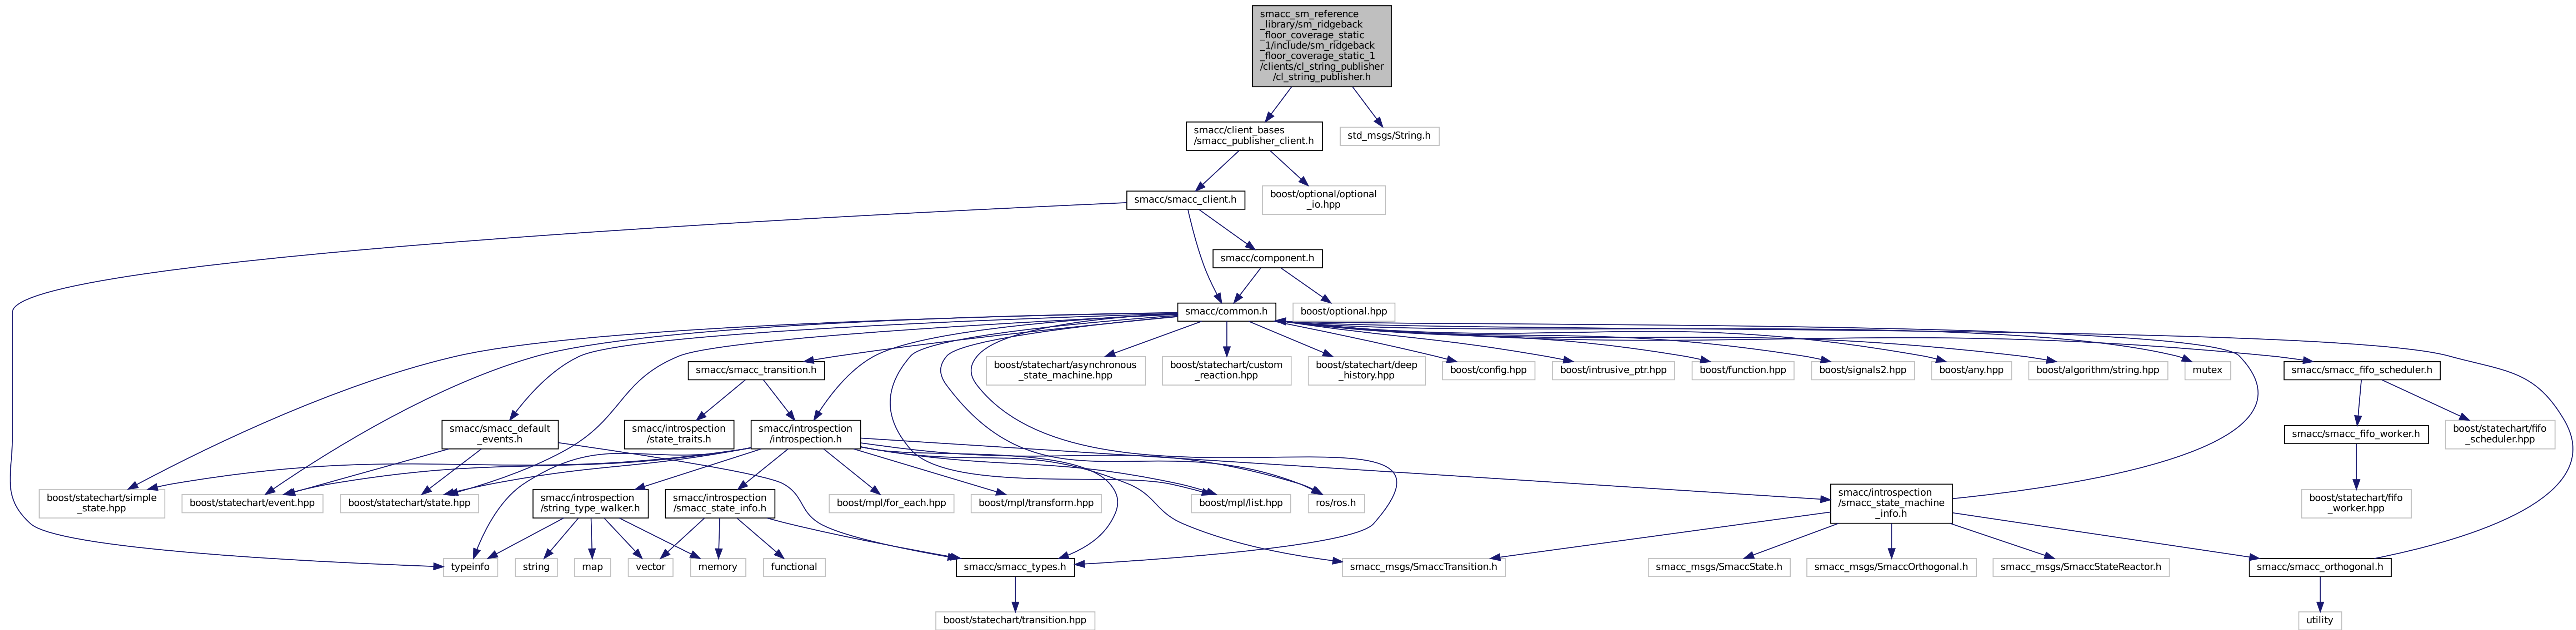 smacc_sm_reference
_library/sm_ridgeback
_floor_coverage_static
_1/include/sm_ridgeback
_floor_coverage_static_1
/clients/cl_string_publisher
/cl_string_publisher.h
smacc/client_bases
/smacc_publisher_client.h
std_msgs/String.h
smacc/smacc_client.h
boost/optional/optional
_io.hpp
smacc/component.h
smacc/common.h
boost/optional.hpp
smacc/smacc_transition.h
boost/statechart/asynchronous
_state_machine.hpp
boost/statechart/custom
_reaction.hpp
boost/statechart/deep
_history.hpp
boost/config.hpp
boost/intrusive_ptr.hpp
boost/function.hpp
boost/signals2.hpp
boost/any.hpp
boost/algorithm/string.hpp
mutex
smacc/smacc_fifo_scheduler.h
smacc/smacc_default
_events.h
smacc/introspection
/state_traits.h
smacc/introspection
/introspection.h
smacc/smacc_fifo_worker.h
boost/statechart/fifo
_scheduler.hpp
boost/statechart/simple
_state.hpp
boost/statechart/event.hpp
boost/statechart/state.hpp
smacc/introspection
/string_type_walker.h
smacc/introspection
/smacc_state_info.h
boost/mpl/for_each.hpp
boost/mpl/transform.hpp
boost/mpl/list.hpp
ros/ros.h
smacc/introspection
/smacc_state_machine
_info.h
boost/statechart/fifo
_worker.hpp
typeinfo
string
map
vector
memory
functional
smacc/smacc_types.h
smacc_msgs/SmaccTransition.h
smacc_msgs/SmaccState.h
smacc_msgs/SmaccOrthogonal.h
smacc_msgs/SmaccStateReactor.h
smacc/smacc_orthogonal.h
boost/statechart/transition.hpp
utility